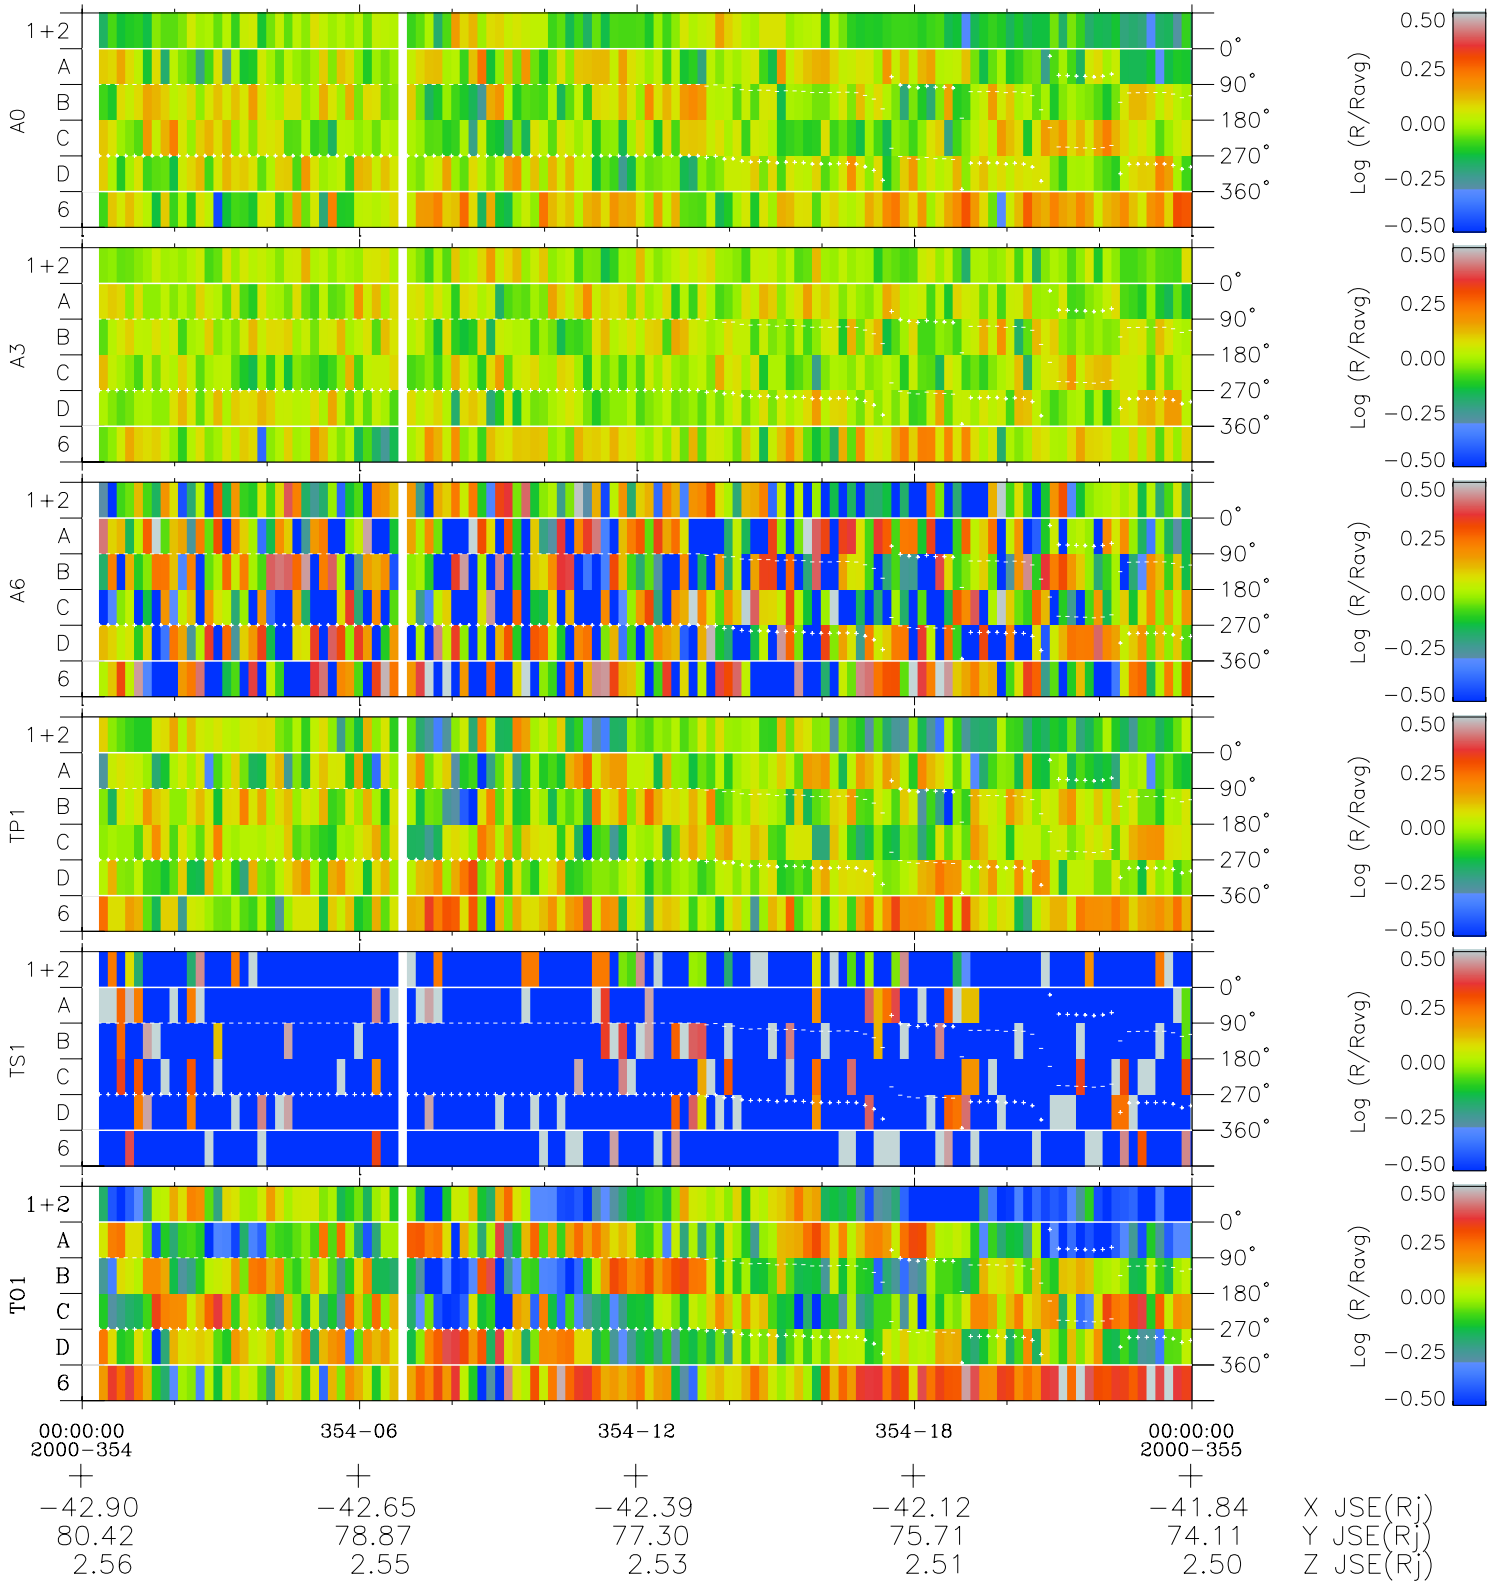 1+2
A
B
C
D
6
A0
0°
90°
180°
270°
360°
0.50
0.25
0.00
−0.25
−0.50
Log (R/Ravg)
1+2
A
B
C
D
6
A3
0°
90°
180°
270°
360°
0.50
0.25
0.00
−0.25
−0.50
Log (R/Ravg)
1+2
A
B
C
D
6
A6
0°
90°
180°
270°
360°
0.50
0.25
0.00
−0.25
−0.50
Log (R/Ravg)
1+2
A
B
C
D
6
TP1
0°
90°
180°
270°
360°
0.50
0.25
0.00
−0.25
−0.50
Log (R/Ravg)
1+2
A
B
C
D
6
TS1
0°
90°
180°
270°
360°
0.50
0.25
0.00
−0.25
−0.50
Log (R/Ravg)
1+2
A
B
C
D
6
TO1
0°
90°
180°
270°
360°
0.50
0.25
0.00
−0.25
−0.50
Log (R/Ravg)
00:00:00 354−06 354−12 354−18 00:00:00
2000−354 2000−355
−42.90 −42.65 −42.39 −42.12 −41.84 X JSE(Rj)
80.42 78.87 77.30 75.71 74.11 Y JSE(Rj)
2.56 2.55 2.53 2.51 2.50 Z JSE(Rj)